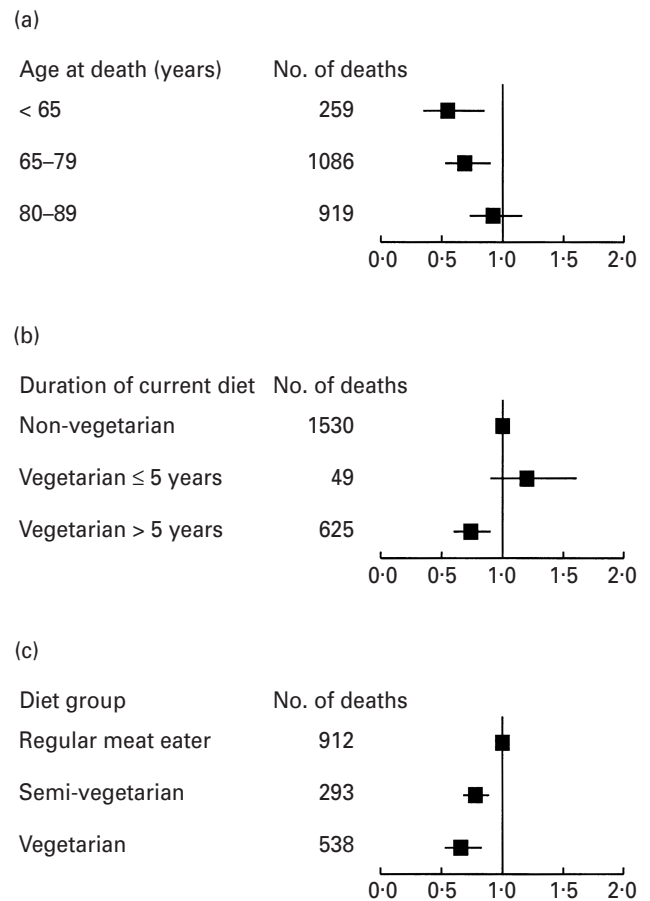 (a)
Age at death (years) No. of deaths
< 65 259
65–79 1086
80–89 919
0·0 0·5 1·0 1·5 2·0
(b)
Duration of current diet No. of deaths
Non-vegetarian 1530
Vegetarian ≤ 5 years 49
Vegetarian > 5 years 625
0·0 0·5 1·0 1·5 2·0
(c)
Diet group No. of deaths
Regular meat eater 912
Semi-vegetarian 293
Vegetarian 538
0·0 0·5 1·0 1·5 2·0